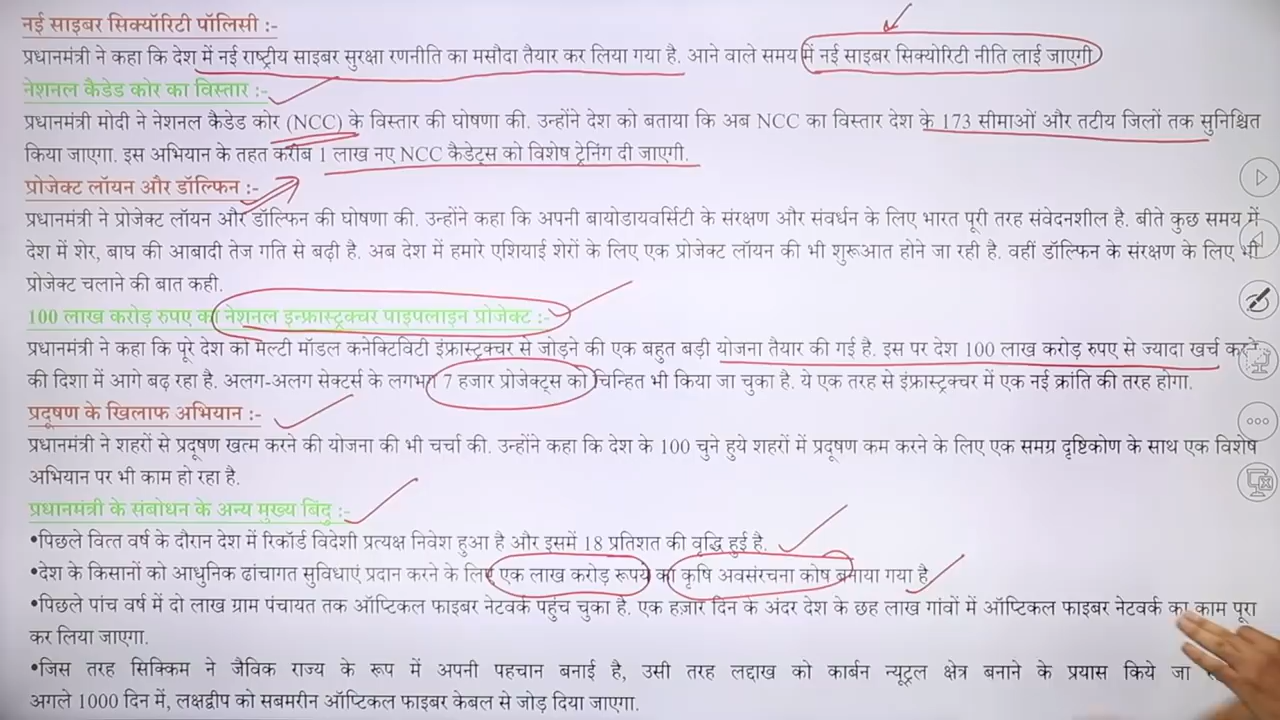 नई साइबर सिक्यॉरिटी पॉलिसी :-
प्रधानमंत्री ने कहा कि देश में नई राष्ट्रीय साइबर सुरक्षा रणनीति का मसौदा तैयार कर लिया गया है. आने वाले समय में नई साइबर सिक्योरिटी नीति लाई जाएगी
नेशनल कैडेड कोर का विस्तार :-
प्रधानमंत्री मोदी ने नेशनल कैडेड कोर (NCC) के विस्तार की घोषणा की. उन्होंने देश को बताया कि अब NCC का विस्तार देश के 173 सीमाओं और तटीय जिलों तक सुनिश्चित
किया जाएगा. इस अभियान के तहत करीब 1 लाख नए NCC कैडेट्स को विशेष ट्रेनिंग दी जाएगी.
प्रोजेक्ट लॉयन और डॉल्फिन :-
प्रधानमंत्री ने प्रोजेक्ट लॉयन और डॉल्फिन की घोषणा की. उन्होंने कहा कि अपनी बायोडायवर्सिटी के संरक्षण और संवर्धन के लिए भारत पूरी तरह संवेदनशील है. बीते कुछ समय में
देश में शेर, बाघ की आबादी तेज गति से बढ़ी है. अब देश में हमारे एशियाई शेरों के लिए एक प्रोजेक्ट लॉयन की भी शुरूआत होने जा रही है. वहीं डॉल्फिन के संरक्षण के लिए भी
प्रोजेक्ट चलाने की बात कही.
100 लाख करोड़ रुपए का नेशनल इन्फ्रास्ट्रक्चर पाइपलाइन प्रोजेक्ट :-
प्रधानमंत्री ने कहा कि पूरे देश को मल्टी मॉडल कनेक्टिविटी इंफ्रास्ट्रक्चर से जोड़ने की एक बहुत बड़ी योजना तैयार की गई है. इस पर देश 100 लाख करोड़ रुपए से ज्यादा खर्च करने
की दिशा में आगे बढ़ रहा है. अलग-अलग सेक्टर्स के लगभग 7 हजार प्रोजेक्ट्स को चिन्हित भी किया जा चुका है. ये एक तरह से इंफ्रास्ट्रक्चर में एक नई क्रांति की तरह होगा.
प्रदूषण के खिलाफ अभियान :-
प्रधानमंत्री ने शहरों से प्रदूषण खत्म करने की योजना की भी चर्चा की. उन्होंने कहा कि देश के 100 चुने हुये शहरों में प्रदूषण कम करने के लिए एक समग्र दृष्टिकोण के साथ एक विशेष
अभियान पर भी काम हो रहा है.
प्रधानमंत्री के संबोधन के अन्य मुख्य बिंदु :-
•पिछले वित्त वर्ष के दौरान देश में रिकॉर्ड विदेशी प्रत्यक्ष निवेश हुआ है और इसमें 18 प्रतिशत की वृद्धि हुई है.
•देश के किसानों को आधुनिक ढांचागत सुविधाएं प्रदान करने के लिए एक लाख करोड़ रूपये का कृषि अवसंरचना कोष बनाया गया है
•पिछले पांच वर्ष में दो लाख ग्राम पंचायत तक ऑप्टिकल फाइबर नेटवर्क पहुंच चुका है. एक हज़ार दिन के अंदर देश के छह लाख गांवों में ऑप्टिकल फाइबर नेटवर्क का काम पूरा
कर लिया जाएगा.
•जिस तरह सिक्किम ने जैविक राज्य के रूप में अपनी पहचान बनाई है, उसी तरह लद्दाख को कार्बन न्यूट्रल क्षेत्र बनाने के प्रयास किये जा
अगले 1000 दिन में, लक्षद्वीप को सबमरीन ऑप्टिकल फाइबर केबल से जोड़ दिया जाएगा.